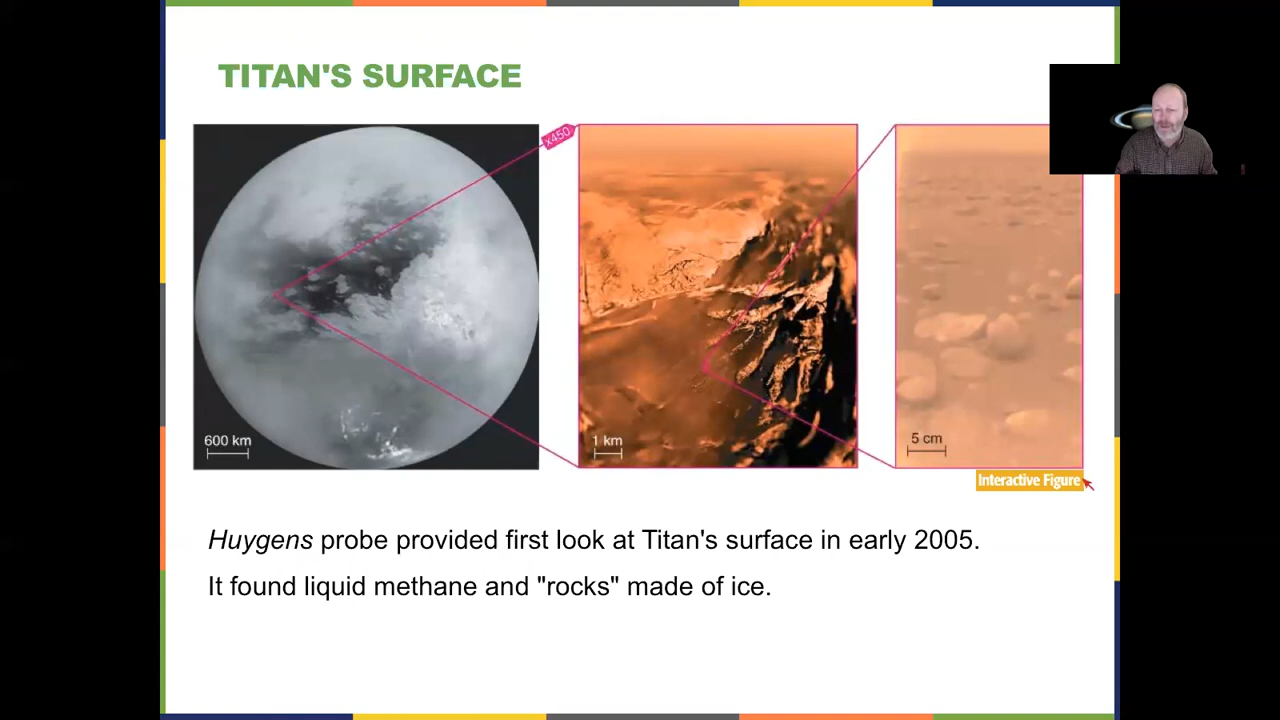 TITAN'S SURFACE
x450
600 km
1 km
5 cm
Interactive Figure
Huygens probe provided first look at Titan's surface in early 2005.
It found liquid methane and "rocks" made of ice.